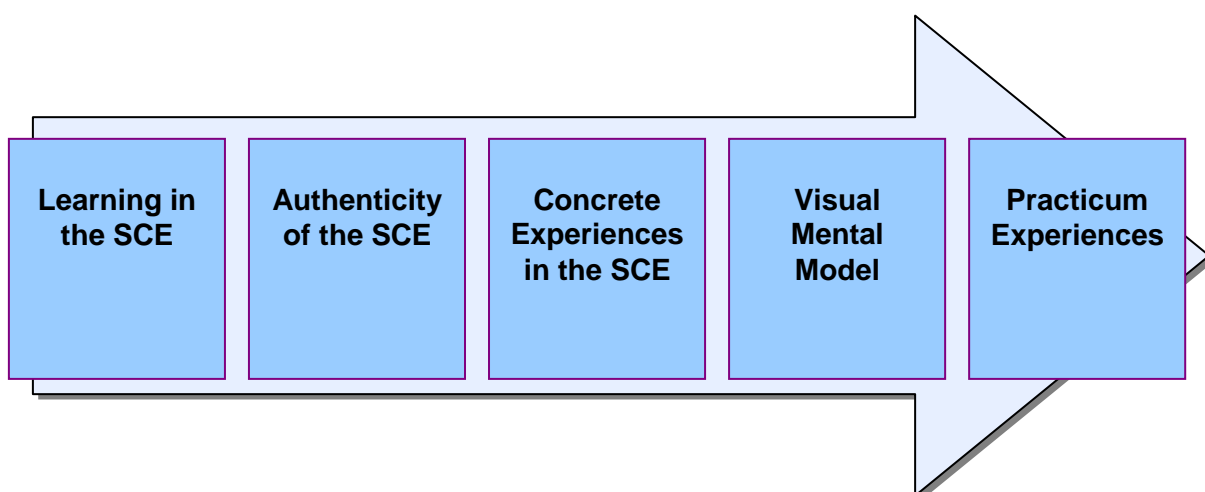 Learning in
the SCE
Authenticity
of the SCE
Concrete
Experiences
in the SCE
Visual
Mental
Model
Practicum
Experiences